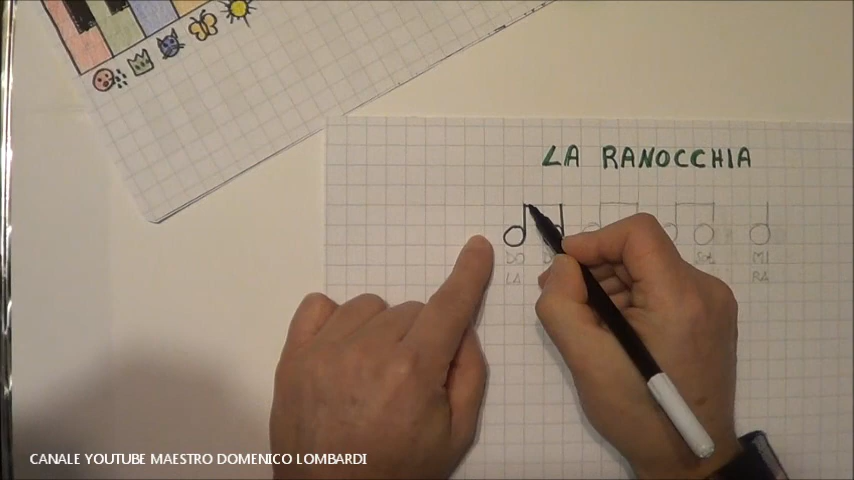 LA RANOCCHIA
DO SOL MI
LA RA
CANALE YOUTUBE MAESTRO DOMENICO LOMBARDI